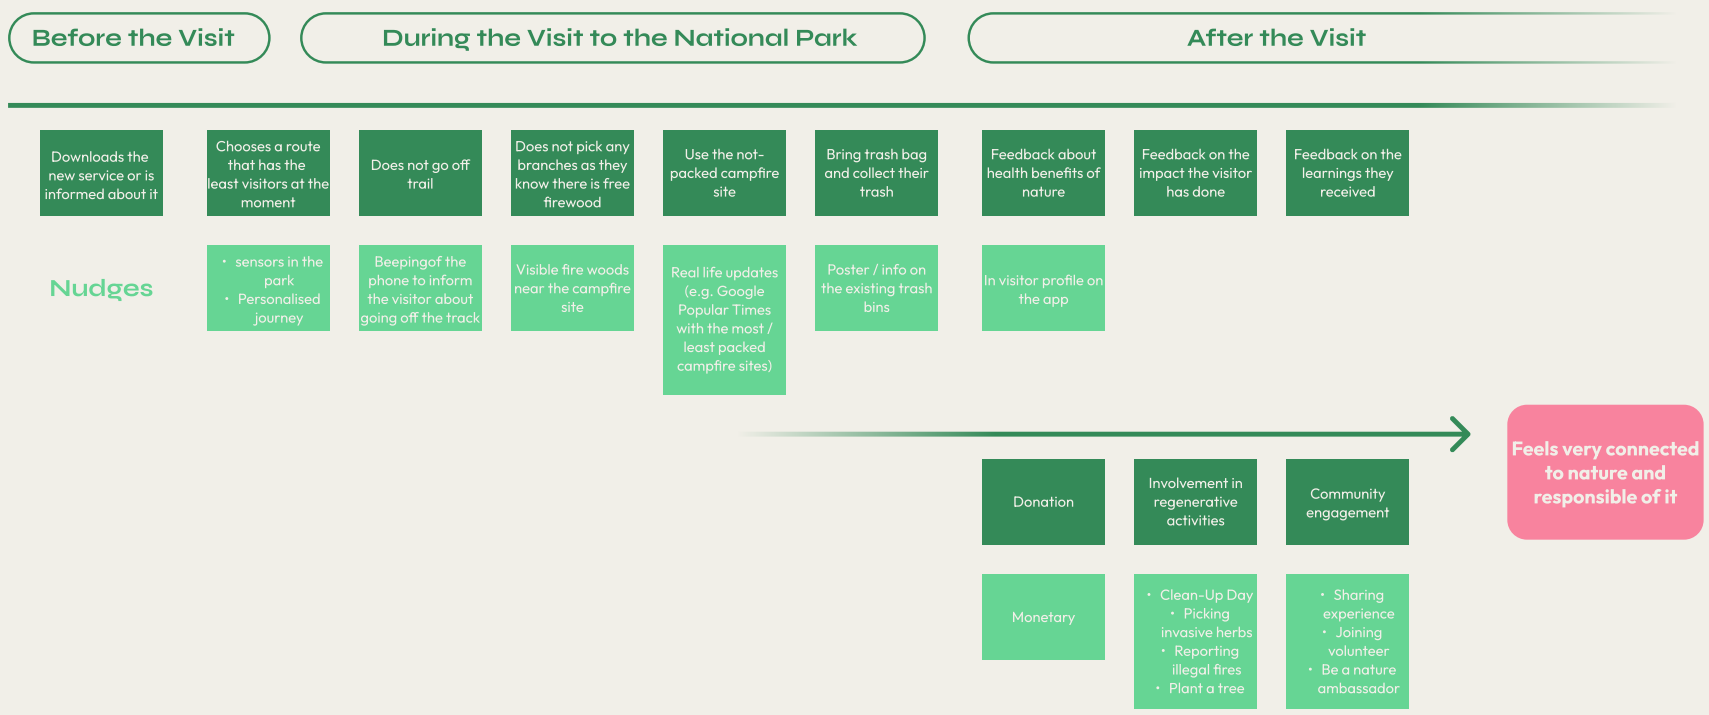 Before the Visit
During the Visit to the National Park
After the Visit
Downloads the
new service or is
informed about it
Chooses a route
that has the
least visitors at the
moment
Does not go off
trail
Does not pick any
branches as they
know there is free
firewood
Use the not-
packed campfire
site
Bring trash bag
and collect their
trash
Feedback about
health benefits of
nature
Feedback on the
impact the visitor
has done
Feedback on the
learnings they
received
Nudges
• sensors in the
park
• Personalised
journey
Beepingof the
phone to inform
the visitor about
going off the track
Visible fire woods
near the campfire
site
Real life updates
(e.g. Google
Popular Times
with the most /
least packed
campfire sites)
Poster / info on
the existing trash
bins
In visitor profile on
the app
Feels very connected
to nature and
responsible of it
Donation
Involvement in
regenerative
activities
Community
engagement
Monetary
• Clean-Up Day
• Picking
invasive herbs
• Reporting
illegal fires
• Plant a tree
• Sharing
experience
• Joining
volunteer
• Be a nature
ambassador